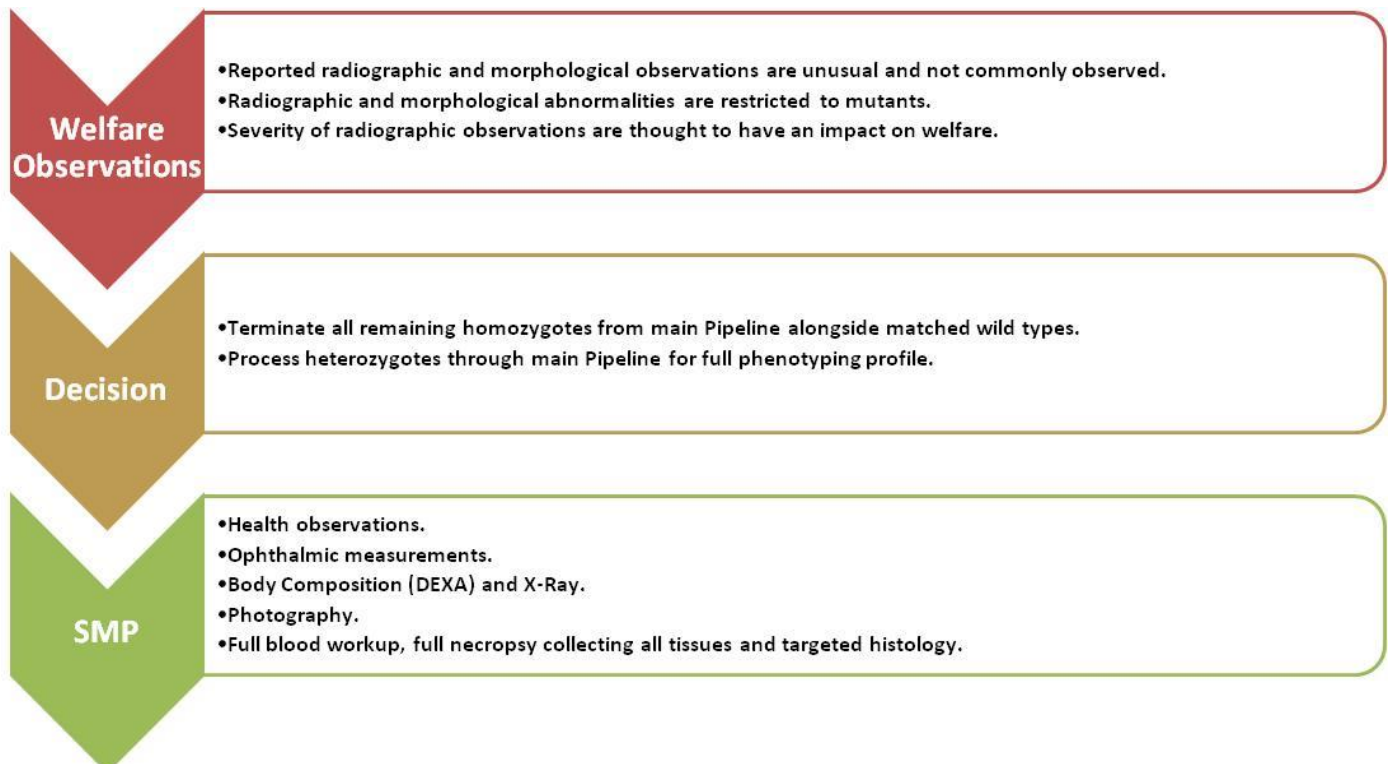 Welfare
Observations
•Reported radiographic and morphological observations are unusual and not commonly observed.
•Radiographic and morphological abnormalities are restricted to mutants.
•Severity of radiographic observations are thought to have an impact on welfare.
Decision
•Terminate all remaining homozygotes from main Pipeline alongside matched wild types.
•Process heterozygotes through main Pipeline for full phenotyping profile.
SMP
•Health observations.
•Ophthalmic measurements.
•Body Composition (DEXA) and X-Ray.
•Photography.
•Full blood workup, full necropsy collecting all tissues and targeted histology.